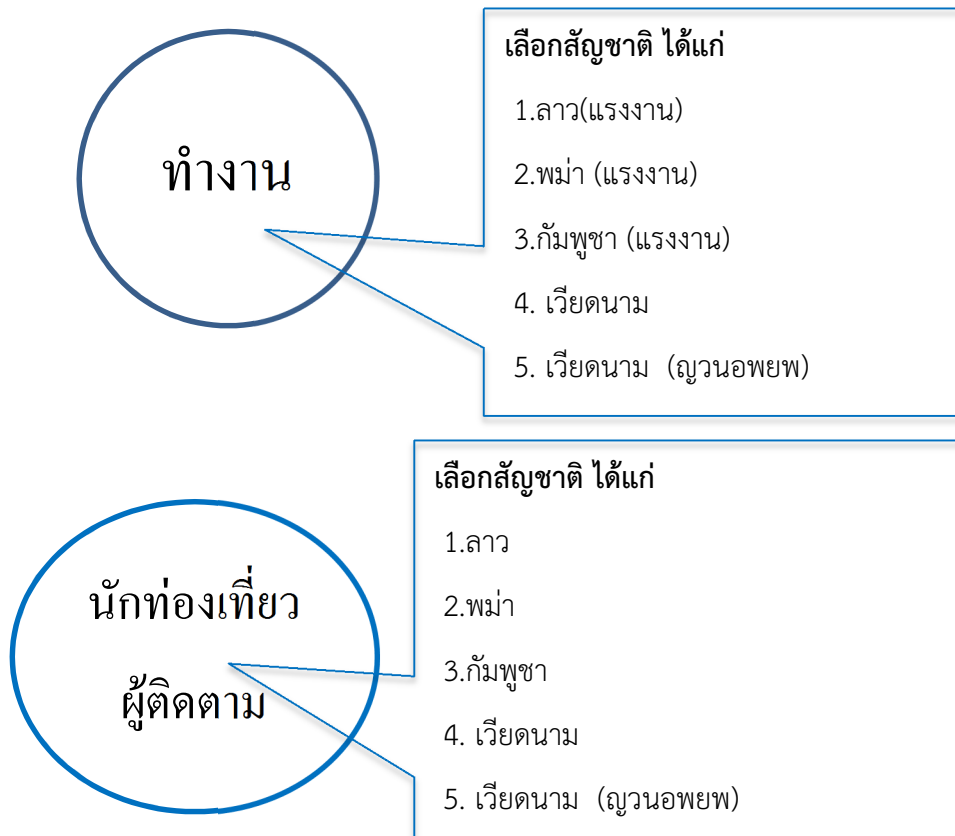 ทำงาน
เลือกสัญชาติ ได้แก่
1.ลาว(แรงงาน)
2.พม่า (แรงงาน)
3.กัมพูชา (แรงงาน)
4. เวียดนาม
5. เวียดนาม (ญวนอพยพ)
นักท่องเที่ยว
ผู้ติดตาม
เลือกสัญชาติ ได้แก่
1.ลาว
2.พม่า
3.กัมพูชา
4. เวียดนาม
5. เวียดนาม (ญวนอพยพ)